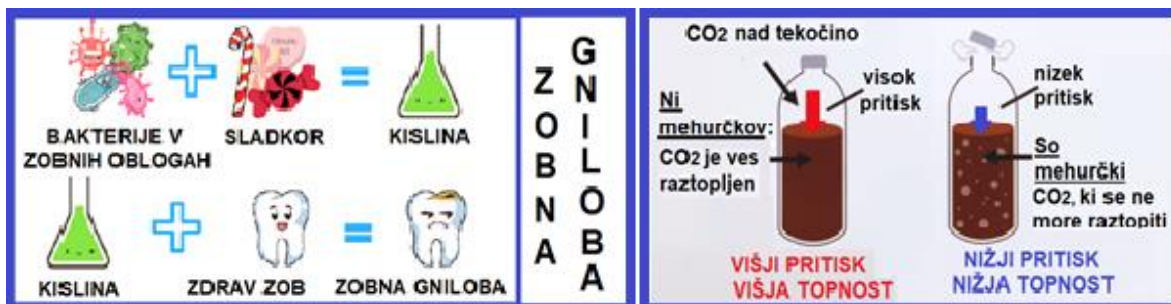 BAKTERIJE V
ZOBNIH OBLOGAH
SLADKOR
KISLINA
KISLINA
ZDRAV ZOB
ZOBNA GNILOBA
ZOBNA
GNILOBA
CO2 nad tekočino
visok
pritisk
Ni
mehurčkov:
CO2 je ves
raztopljen
VIŠJI PRITISK
VIŠJA TOPNOST
nizek
pritisk
So
mehurčki
CO2, ki se ne
more raztopiti
NIŽJI PRITISK
NIŽJA TOPNOST